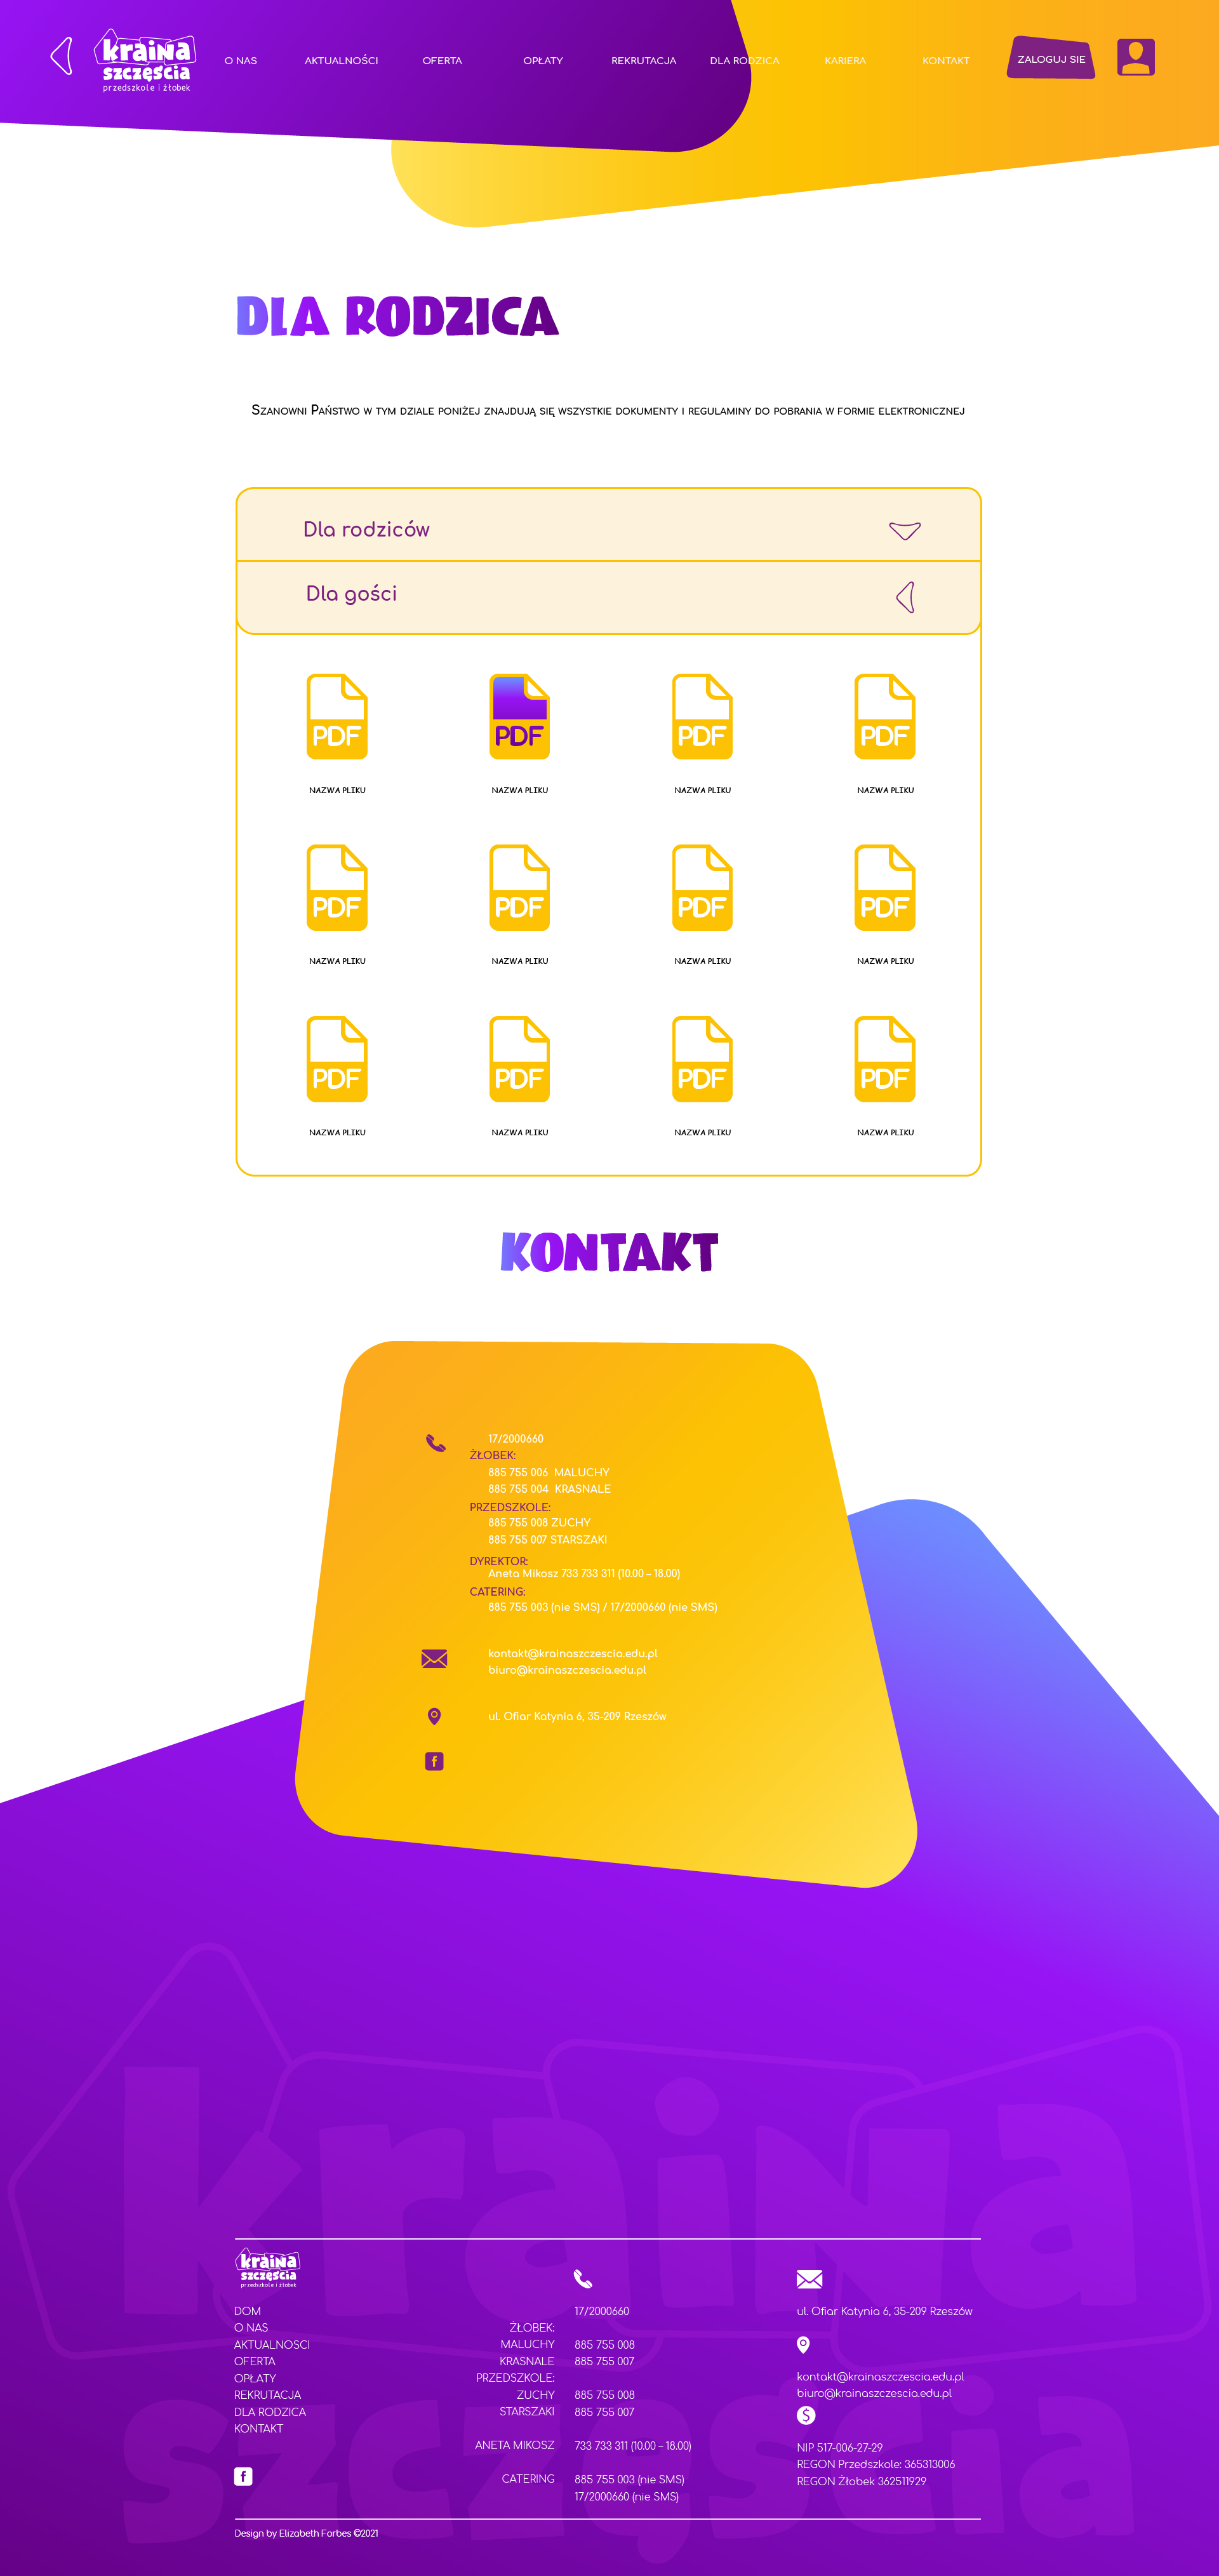 kraina
szczęścia
przedszkole i żłobek
O NAS
AKTUALNOŚCI
OFERTA
OPŁATY
REKRUTACJA
DLA RODZICA
KARIERA
KONTAKT
ZALOGUJ SIE
DLA RODZICA
Szanowni Państwo w tym dziale poniżej znajdują się wszystkie dokumenty i regulaminy do pobrania w formie elektronicznej
Dla rodziców
Dla gości
PDF PDF PDF PDF
NAZWA PLIKU NAZWA PLIKU NAZWA PLIKU NAZWA PLIKU
PDF PDF PDF PDF
NAZWA PLIKU NAZWA PLIKU NAZWA PLIKU NAZWA PLIKU
PDF PDF PDF PDF
NAZWA PLIKU NAZWA PLIKU NAZWA PLIKU NAZWA PLIKU
KONTAKT
17/2000660
ŻŁOBEK:
885 755 006 MALUCHY
885 755 004 KRASNALE
PRZEDSZKOLE:
885 755 008 ZUCHY
885 755 007 STARSZAKI
DYREKTOR:
Aneta Mikosz 733 733 311 (10.00 – 18.00)
CATERING:
885 755 003 (nie SMS) / 17/2000660 (nie SMS)
kontakt@krainaszczescia.edu.pl
biuro@krainaszczescia.edu.pl
ul. Ofiar Katynia 6, 35-209 Rzeszów
kraina
szczęścia
kraina
szczęścia
przedszkole i żłobek
DOM
O NAS
AKTUALNOSCI
OFERTA
OPŁATY
REKRUTACJA
DLA RODZICA
KONTAKT
17/2000660
ŻŁOBEK:
MALUCHY 885 755 008
KRASNALE 885 755 007
PRZEDSZKOLE:
ZUCHY 885 755 008
STARSZAKI 885 755 007
ANETA MIKOSZ 733 733 311 (10.00 – 18.00)
CATERING 885 755 003 (nie SMS)
17/2000660 (nie SMS)
ul. Ofiar Katynia 6, 35-209 Rzeszów
kontakt@krainaszczescia.edu.pl
biuro@krainaszczescia.edu.pl
NIP 517-006-27-29
REGON Przedszkole: 365313006
REGON Żłobek 362511929
Design by Elizabeth Forbes ©2021